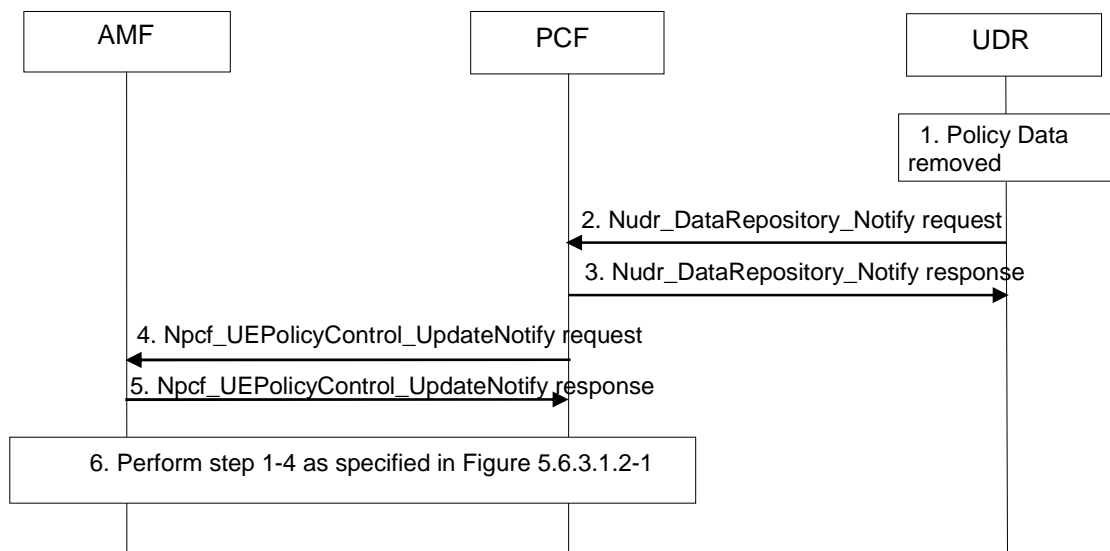 AMF
PCF
UDR
1. Policy Data
removed
2. Nudr_DataRepository_Notify request
3. Nudr_DataRepository_Notify response
4. Npcf_UEPolicyControl_UpdateNotify request
5. Npcf_UEPolicyControl_UpdateNotify response
6. Perform step 1-4 as specified in Figure 5.6.3.1.2-1